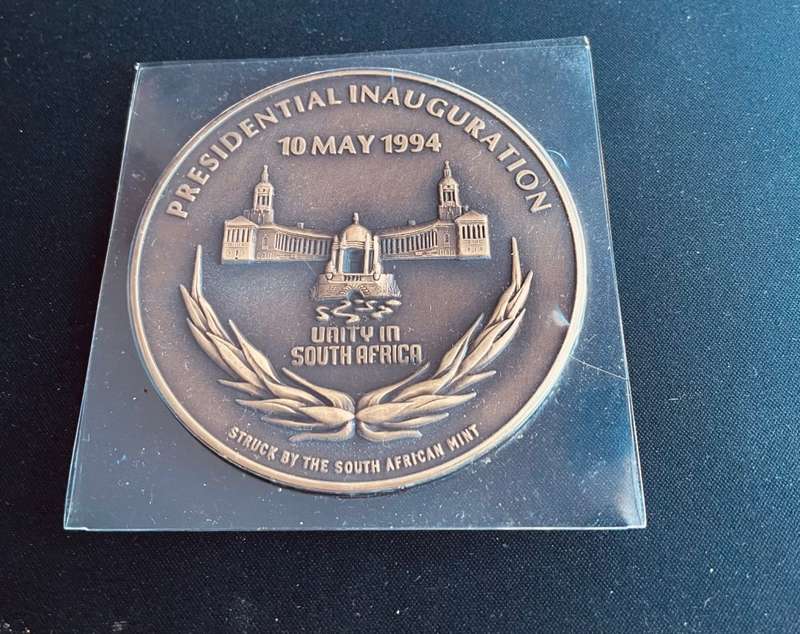 PRESIDENTIAL INAUGURATION
10 MAY 1994
UNITY IN
SOUTH AFRICA
STRUCK BY THE SOUTH AFRICAN MINT